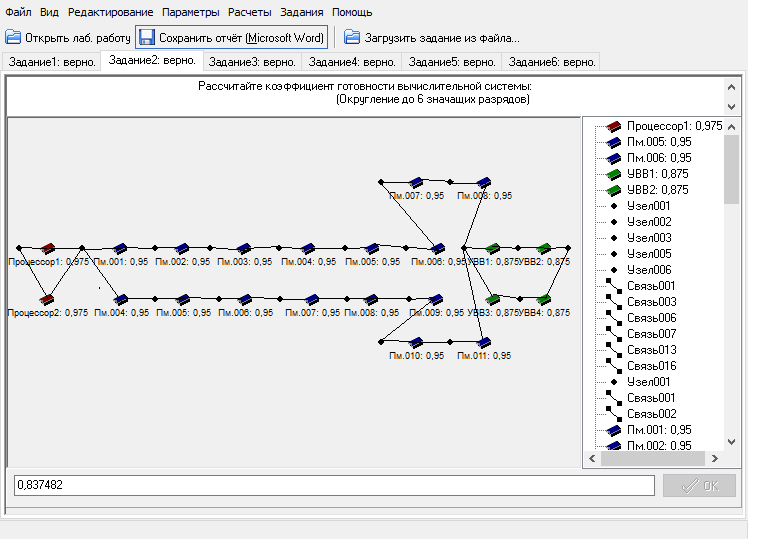 Файл Вид Редактирование Параметры Расчеты Задания Помощь
Открыть лаб. работу Сохранить отчёт (Microsoft Word) Загрузить задание из файла...
Задание1: верно. Задание2: верно. Задание3: верно. Задание4: верно. Задание5: верно. Задание6: верно.
Рассчитайте коэффициент готовности вычислительной системы:
(Округление до 6 значащих разрядов)
Пм.007: 0,95 Пм.008: 0,95
Процессор1: 0,975 Пм.001: 0,95 Пм.002: 0,95 Пм.003: 0,95 Пм.004: 0,95 Пм.005: 0,95 Пм.006: 0,95 УВВ1: 0,875 УВВ2: 0,875
Процессор2: 0,975 Пм.004: 0,95 Пм.005: 0,95 Пм.006: 0,95 Пм.007: 0,95 Пм.008: 0,95 Пм.009: 0,95 УВВ3: 0,875 УВВ4: 0,875
Пм.010: 0,95 Пм.011: 0,95
Процессор1: 0,975
Пм.005: 0,95
Пм.006: 0,95
УВВ1: 0,875
УВВ2: 0,875
Узел001
Узел002
Узел003
Узел005
Узел006
Связь001
Связь003
Связь006
Связь007
Связь013
Связь016
Узел001
Связь001
Связь002
Пм.001: 0,95
Пм.002: 0,95
0,837482
OK